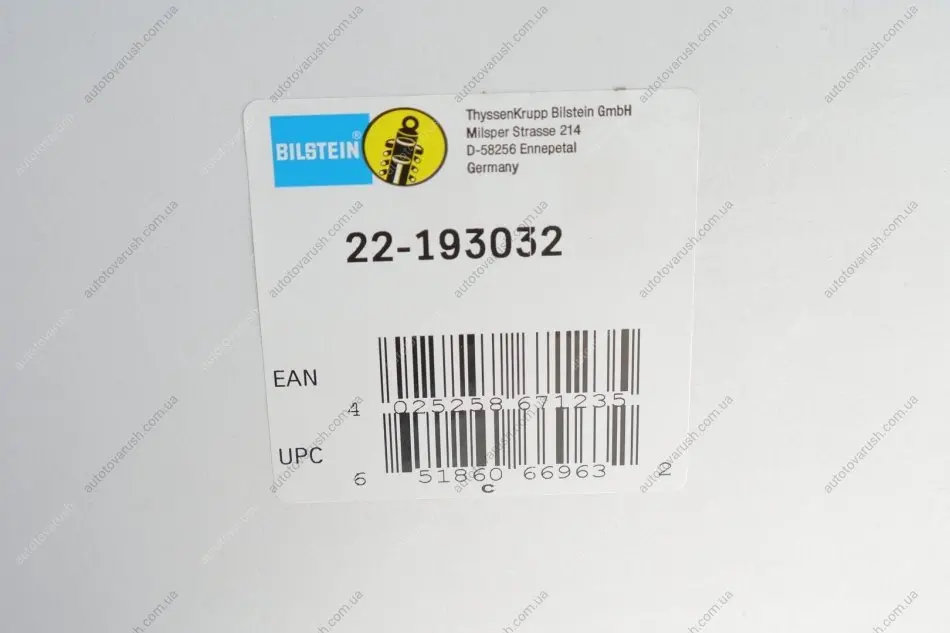 BILSTEIN®
ThyssenKrupp Bilstein GmbH
Milsper Strasse 214
D-58256 Ennepetal
Germany
22-193032
EAN
4 025258 671235
UPC
6 51860 66963 2
c
autotovarush.com.ua